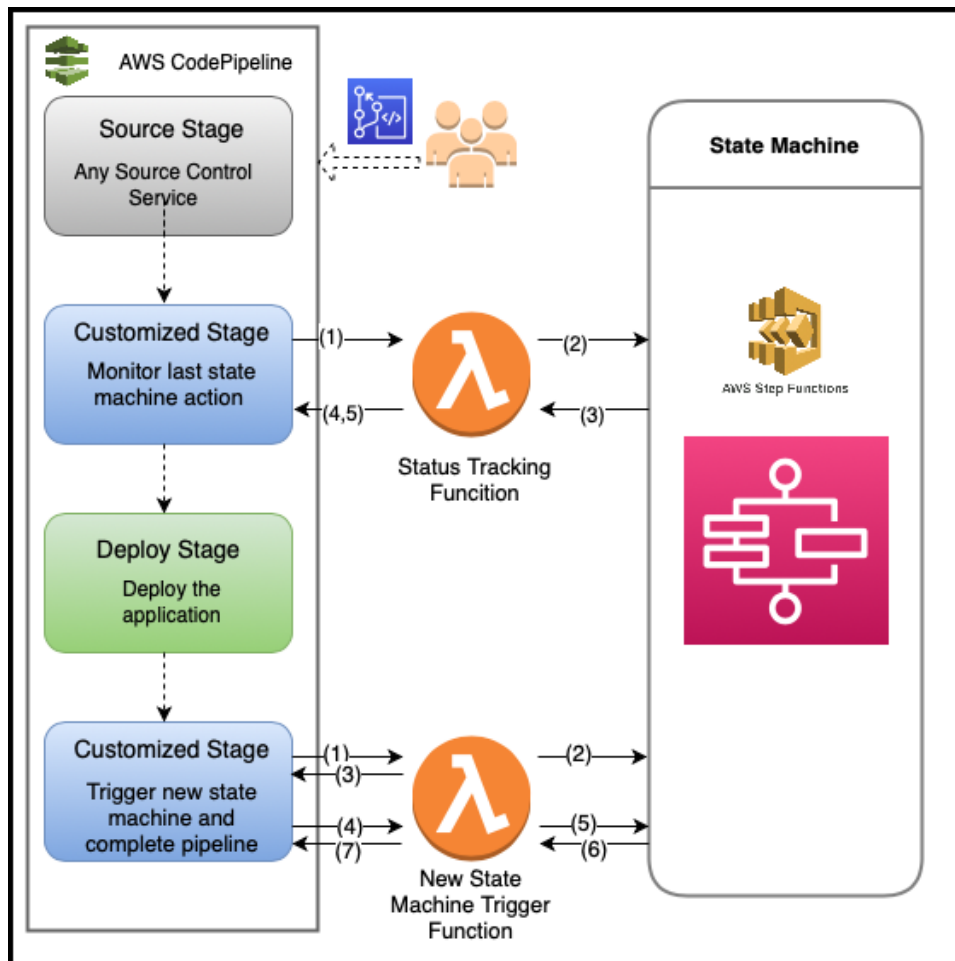 AWS CodePipeline
Source Stage
Any Source Control
Service
</>
State Machine
Customized Stage
Monitor last state
machine action
(1)
(2)
(4,5)
(3)
Status Tracking
Funcition
AWS Step Functions
Deploy Stage
Deploy the
application
Customized Stage
Trigger new state
machine and
complete pipeline
(1)
(2)
(3)
(4)
(5)
(7)
(6)
New State
Machine Trigger
Function